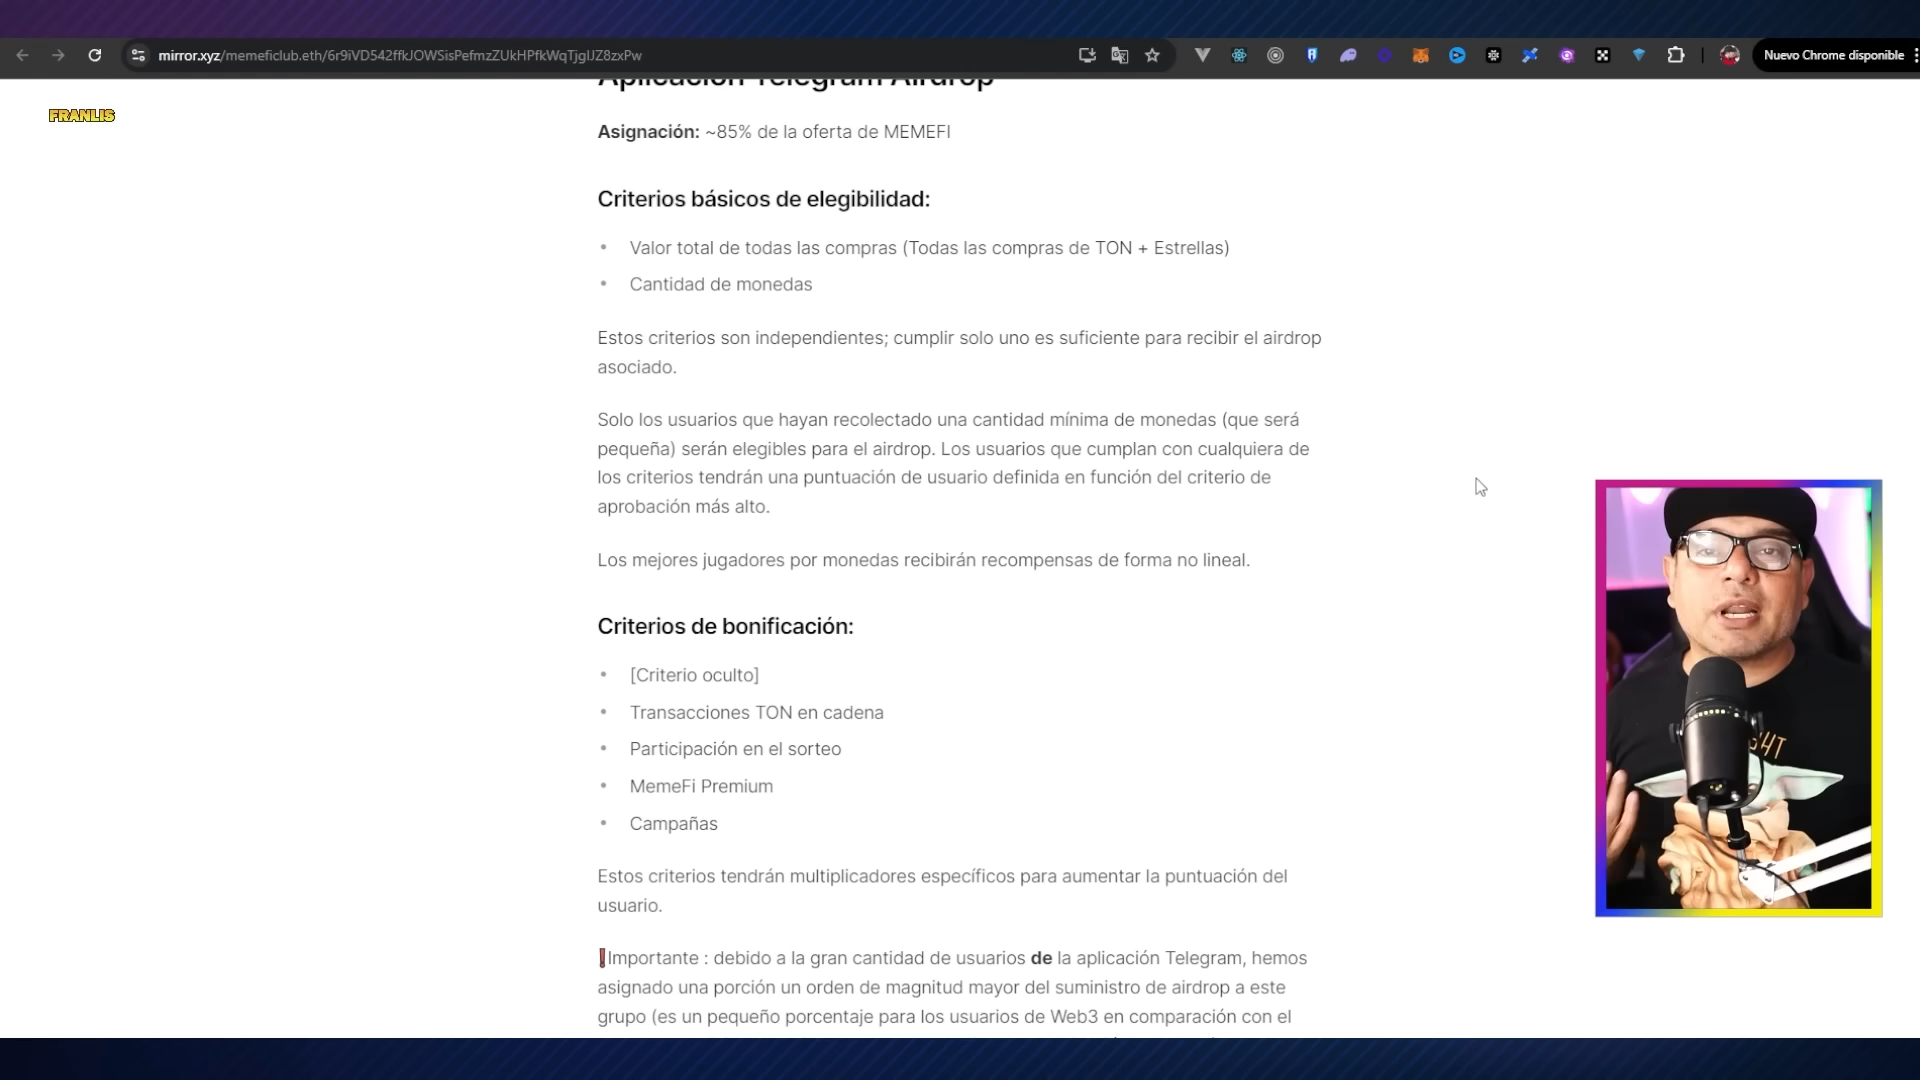 mirror.xyz/memeficlub.eth/6r9iVD542ffkJOWSisPefmzZUkHPfkWqTjgIJZ8zxPw
Nuevo Chrome disponible
FRANLIS
Aplicación Telegram Airdrop
Asignación: ~85% de la oferta de MEMEFI
Criterios básicos de elegibilidad:
• Valor total de todas las compras (Todas las compras de TON + Estrellas)
• Cantidad de monedas
Estos criterios son independientes; cumplir solo uno es suficiente para recibir el airdrop
asociado.
Solo los usuarios que hayan recolectado una cantidad mínima de monedas (que será
pequeña) serán elegibles para el airdrop. Los usuarios que cumplan con cualquiera de
los criterios tendrán una puntuación de usuario definida en función del criterio de
aprobación más alto.
Los mejores jugadores por monedas recibirán recompensas de forma no lineal.
Criterios de bonificación:
• [Criterio oculto]
• Transacciones TON en cadena
• Participación en el sorteo
• MemeFi Premium
• Campañas
Estos criterios tendrán multiplicadores específicos para aumentar la puntuación del
usuario.
❗Importante : debido a la gran cantidad de usuarios de la aplicación Telegram, hemos
asignado una porción un orden de magnitud mayor del suministro de airdrop a este
grupo (es un pequeño porcentaje para los usuarios de Web3 en comparación con el